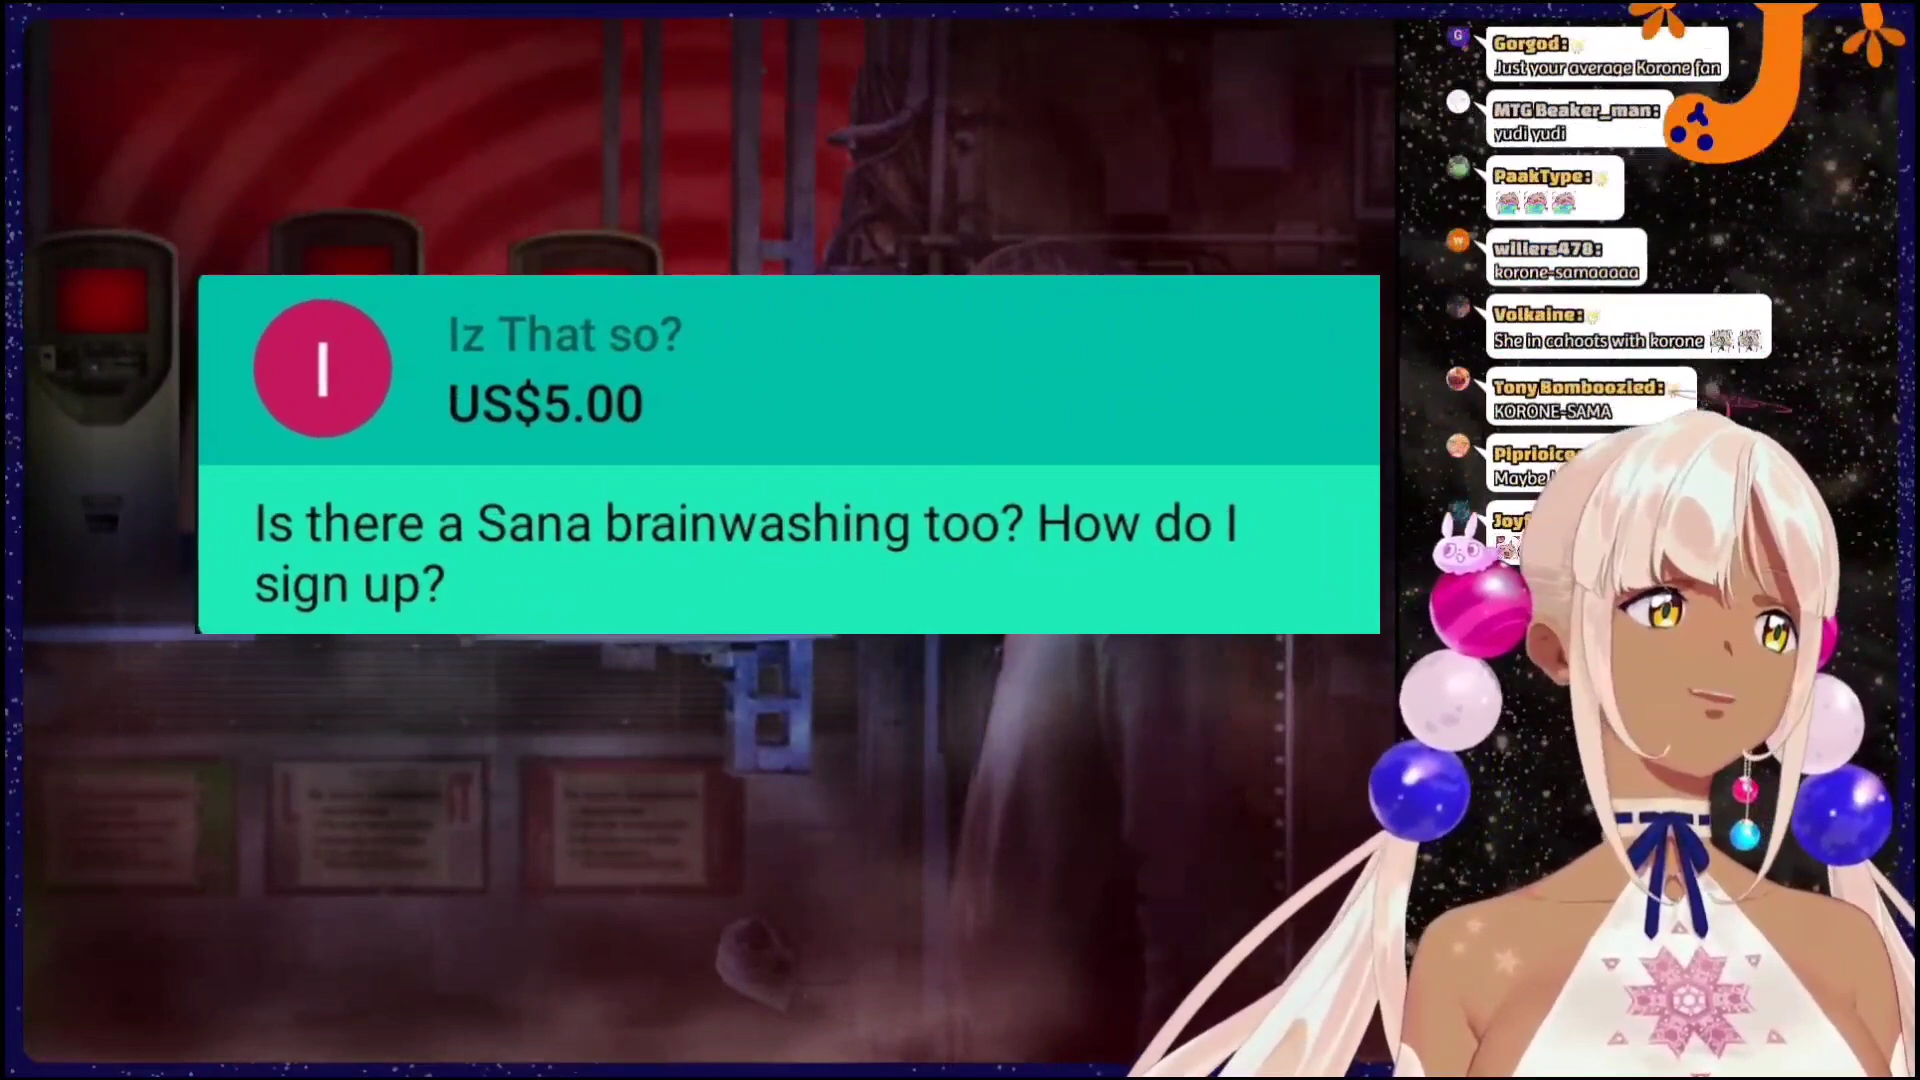 I
Iz That so?
US$5.00
Is there a Sana brainwashing too? How do I
sign up?
G
Gorgod:
Just your average Korone fan
MTG Beaker_man:
yudi yudi
PaakType:
W
willers478:
korone-samaaaaa
Volkaine:
She in cahoots with korone
Tony Bomboozled:
KORONE-SAMA
Maybe